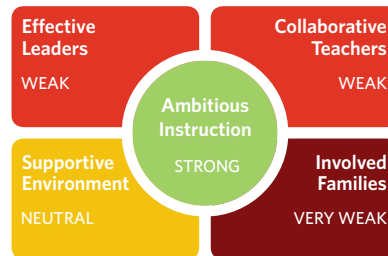 Effective
Leaders
WEAK
Collaborative
Teachers
WEAK
Ambitious
Instruction
STRONG
Supportive
Environment
NEUTRAL
Involved
Families
VERY WEAK